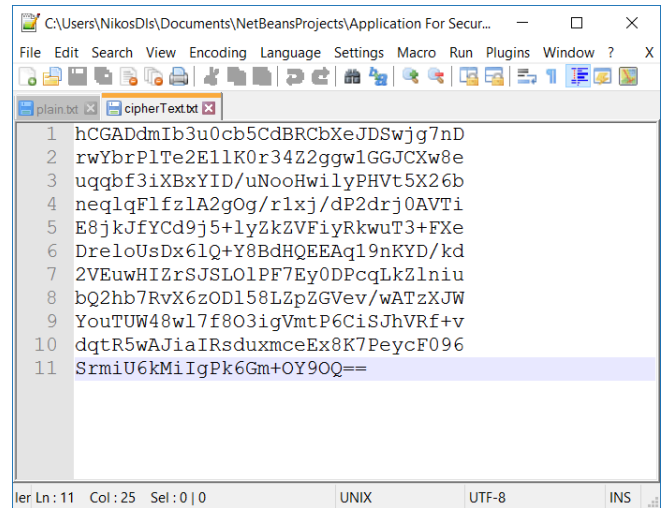 C:\Users\NikosDls\Documents\NetBeansProjects\Application For Secur...
File Edit Search View Encoding Language Settings Macro Run Plugins Window ? X
plain.txt cipherText.txt
1 hCGADdmIb3u0cb5CdBRCbXeJDSwjg7nD
2 rwYbrPlTe2E1lK0r34Z2ggw1GGJCXw8e
3 uqqbf3iXBxYID/uNooHwilyPHVt5X26b
4 neqlqFlfzlA2gOg/r1xj/dP2drj0AVTi
5 E8jkJfYCd9j5+lyZkZVFiyRkwuT3+FXe
6 DreloUsDx6lQ+Y8BdHQEEAq19nKYD/kd
7 2VEuwHIZrSJSLOlPF7Ey0DPcqLkZlniu
8 bQ2hb7RvX6zODl58LZpZGVev/wATzXJW
9 YouTUW48wl7f8O3igVmtP6CiSJhVRf+v
10 dqtR5wAJiaIRsduxmceEx8K7PeycF096
11 SrmiU6kMiIgPk6Gm+OY9OQ==
ler Ln : 11 Col : 25 Sel : 0 | 0 UNIX UTF-8 INS